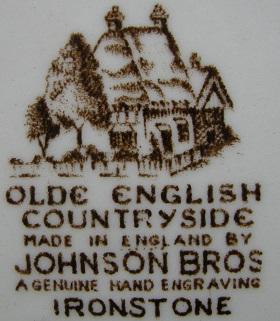 OLDE ENGLISH
COUNTRYSIDE
MADE IN ENGLAND BY
JOHNSON BROS
A GENUINE HAND ENGRAVING
IRONSTONE